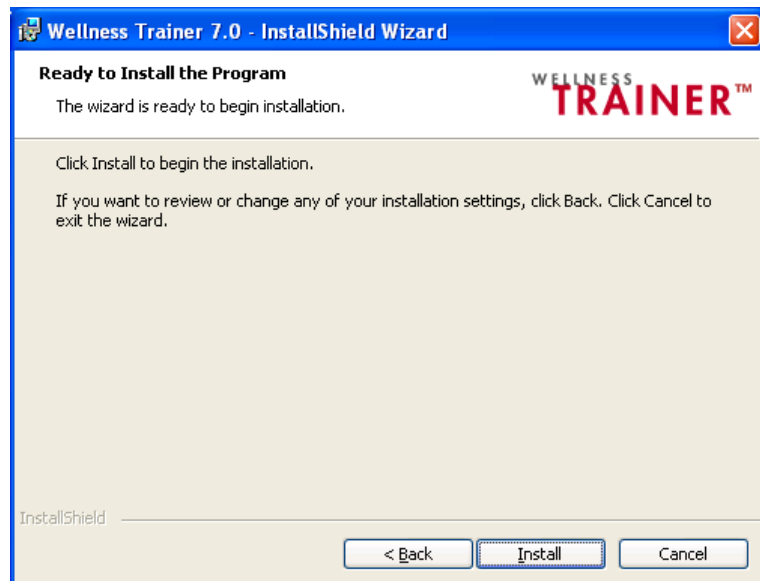 Wellness Trainer 7.0 - InstallShield Wizard
Ready to Install the Program
The wizard is ready to begin installation.
WELLNESS
TRAINER™
Click Install to begin the installation.
If you want to review or change any of your installation settings, click Back. Click Cancel to
exit the wizard.
InstallShield
< Back
Install
Cancel